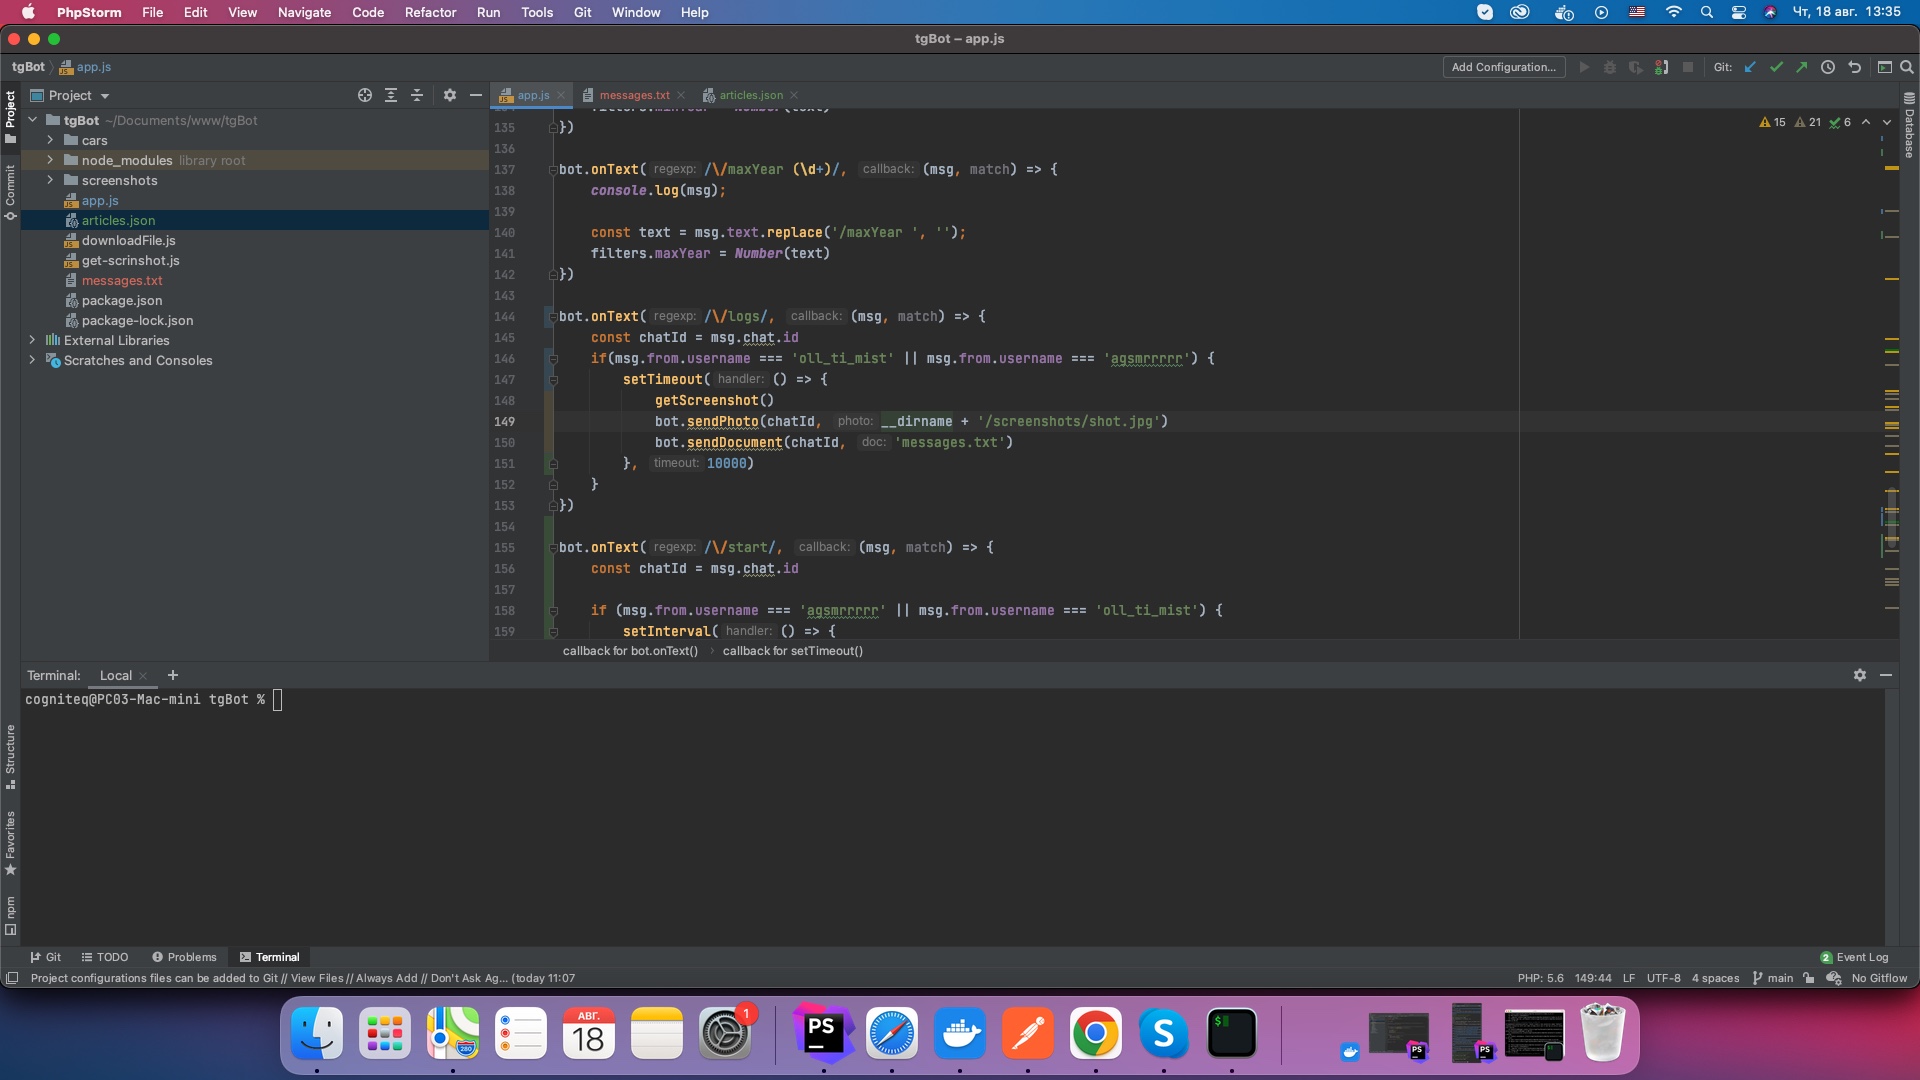 PhpStorm File Edit View Navigate Code Refactor Run Tools Git Window Help Чт, 18 авг. 13:35
tgBot – app.js
tgBot app.js Add Configuration... Git:
Project
Commit
Structure
Favorites
npm
Database
Project
tgBot ~/Documents/www/tgBot
cars
node_modules library root
screenshots
app.js
articles.json
downloadFile.js
get-scrinshot.js
messages.txt
package.json
package-lock.json
External Libraries
Scratches and Consoles
app.js messages.txt articles.json
15 21 6
135 })
136
137 bot.onText( regexp: /\/maxYear (\d+)/, callback: (msg, match) => {
138 console.log(msg);
139
140 const text = msg.text.replace('/maxYear ', '');
141 filters.maxYear = Number(text)
142 })
143
144 bot.onText( regexp: /\/logs/, callback: (msg, match) => {
145 const chatId = msg.chat.id
146 if(msg.from.username === 'oll_ti_mist' || msg.from.username === 'agsmrrrrr') {
147 setTimeout( handler: () => {
148 getScreenshot()
149 bot.sendPhoto(chatId, photo: __dirname + '/screenshots/shot.jpg')
150 bot.sendDocument(chatId, doc: 'messages.txt')
151 }, timeout: 10000)
152 }
153 })
154
155 bot.onText( regexp: /\/start/, callback: (msg, match) => {
156 const chatId = msg.chat.id
157
158 if (msg.from.username === 'agsmrrrrr' || msg.from.username === 'oll_ti_mist') {
159 setInterval( handler: () => {
callback for bot.onText() callback for setTimeout()
Terminal: Local
cogniteq@PC03-Mac-mini tgBot %
Git TODO Problems Terminal 2 Event Log
Project configurations files can be added to Git // View Files // Always Add // Don't Ask Ag... (today 11:07 PHP: 5.6 149:44 LF UTF-8 4 spaces main No Gitflow
АВГ.
18
1
PS
280
S
$